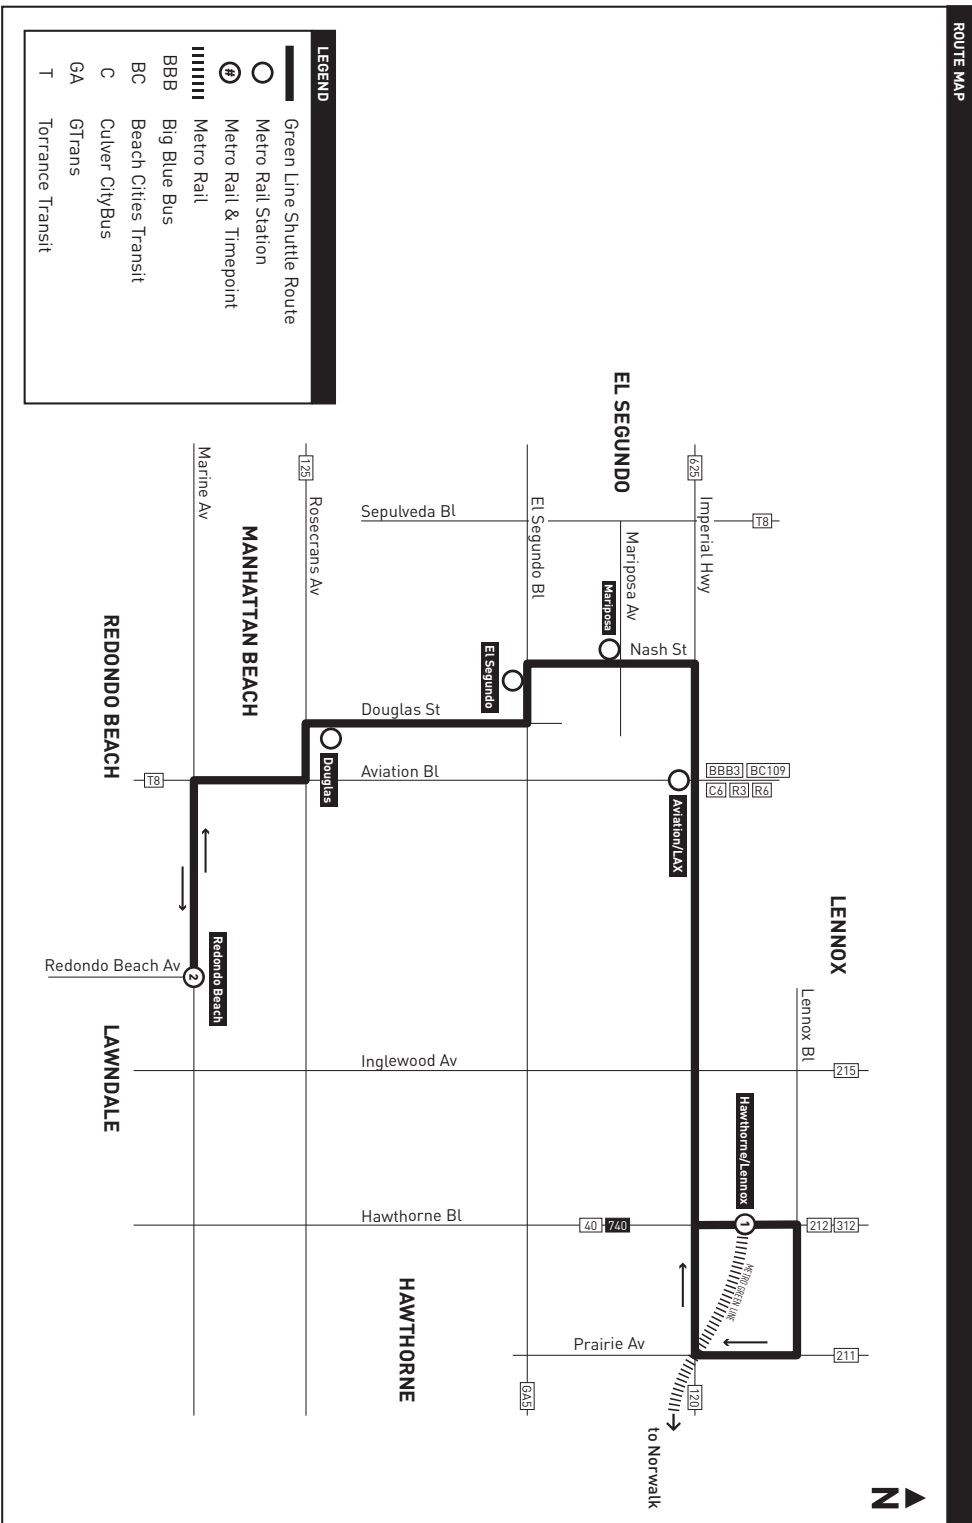 ROUTE MAP
LEGEND
Green Line Shuttle Route
Metro Rail Station
# Metro Rail & Timepoint
Metro Rail
BBB Big Blue Bus
BC Beach Cities Transit
C Culver CityBus
GA GTrans
T Torrance Transit
N
LENNOX
Lennox Bl
215
212 312
211
Hawthorne/Lennox
1
METRO GREEN LINE
T8
BBB3 BC109
C6 R3 R6
625
Imperial Hwy
Aviation/LAX
120
to Norwalk
EL SEGUNDO
Mariposa Av
Mariposa
Nash St
40 740
Prairie Av
El Segundo Bl
El Segundo
GA5
Sepulveda Bl
Douglas St
Aviation Bl
Inglewood Av
Hawthorne Bl
HAWTHORNE
125
Rosecrans Av
Douglas
MANHATTAN BEACH
Marine Av
Redondo Beach
2
T8
REDONDO BEACH
Redondo Beach Av
LAWNDALE